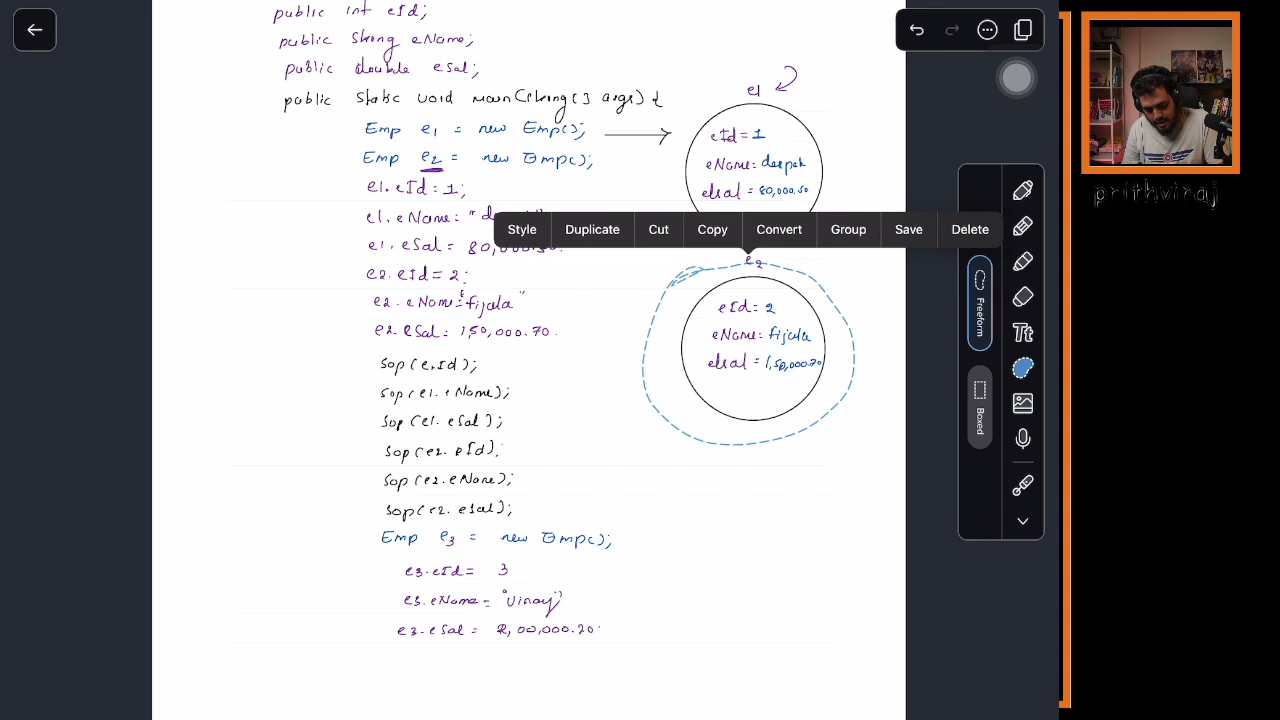 public int eId;
public String eName;
public double eSal;
public static void main(String[] args) {
Emp e1 = new Emp();
Emp e2 = new Emp();
e1.eId = 1;
e1.eName: "d
e1.eSal = 80,000.50.
e2.eId = 2;
e2.eName = "fijala"
e2.eSal = 1,50,000.70.
Sop(e.Id);
Sop(e1.eName);
Sop(e1.eSal);
Sop(e2.eId);
Sop(e2.eName);
Sop(e2.eSal);
Emp e3 = new Emp();
e3.eId = 3
e3.eName = "Vinay"
e3.eSal = 2,00,000.20.
e1
eId = 1
eName: deepak
elsal = 80,000.50
Style Duplicate Cut Copy Convert Group Save Delete
e2
eId = 2
eName: fijala
elsal = 1,50,000.70
Freeform
Boxed
Tt
prithviraj